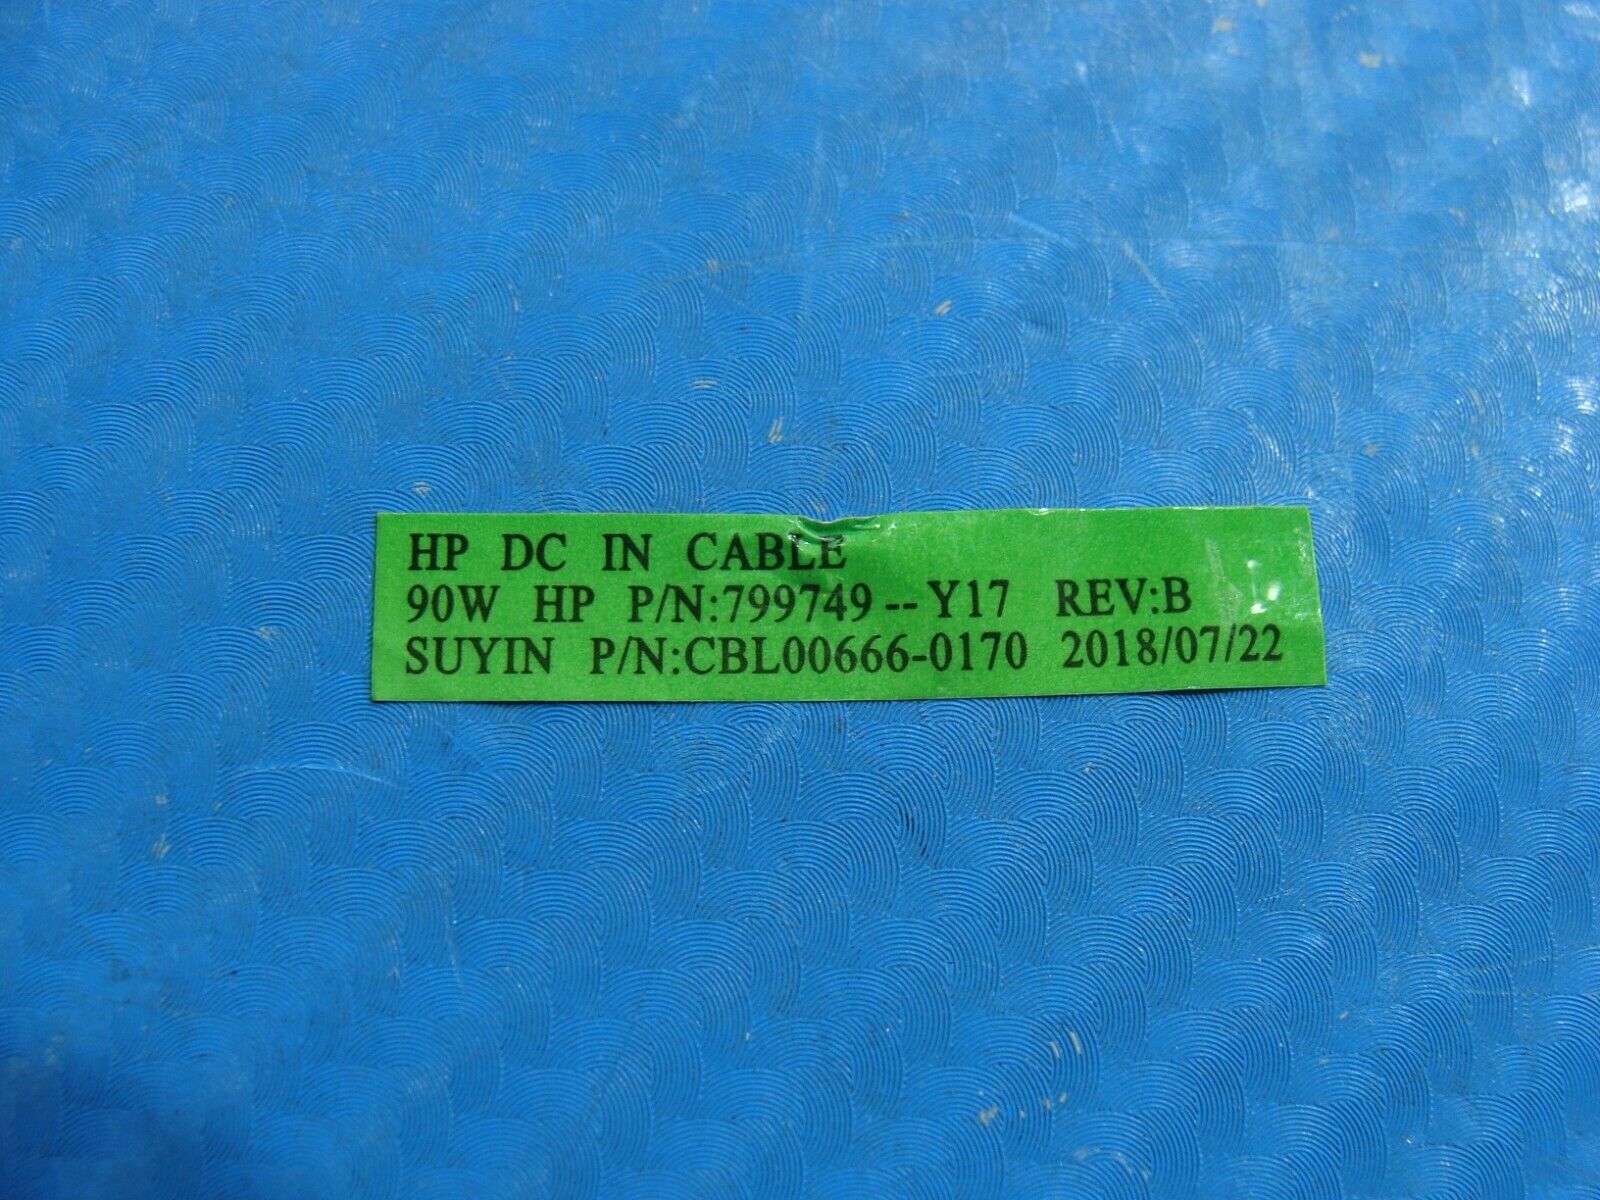 HP DC IN CABLE
90W HP P/N:799749--Y17 REV:B
SUYIN P/N:CBL00666-0170 2018/07/22